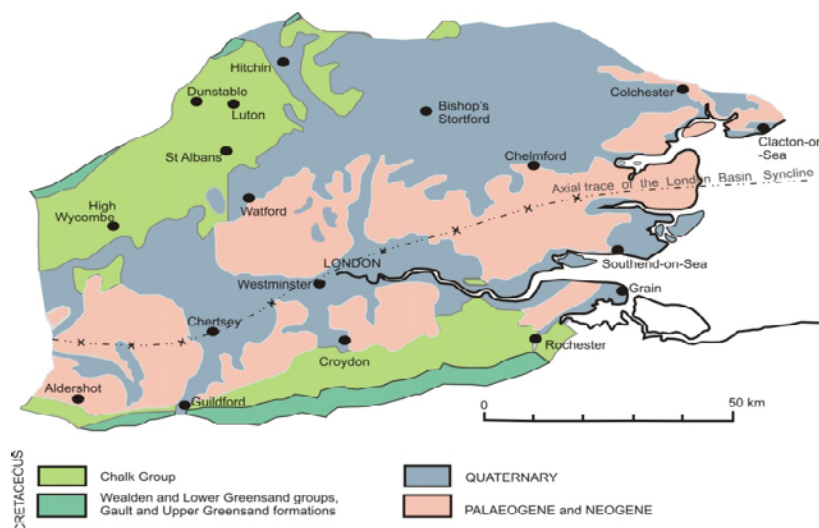 Hitchin
Dunstable
Luton
Bishop's
Stortford
Colchester
Clacton-on
-Sea
St Albans
Chelmford
Axial trace of the London Basin Syncline
High
Wycombe
Watford
LONDON
Southend-on-Sea
Westminster
Grain
Chertsey
Croydon
Rochester
Aldershot
Guildford
0
50 km
CRETACEOUS
Chalk Group
Wealden and Lower Greensand groups,
Gault and Upper Greensand formations
QUATERNARY
PALAEOGENE and NEOGENE